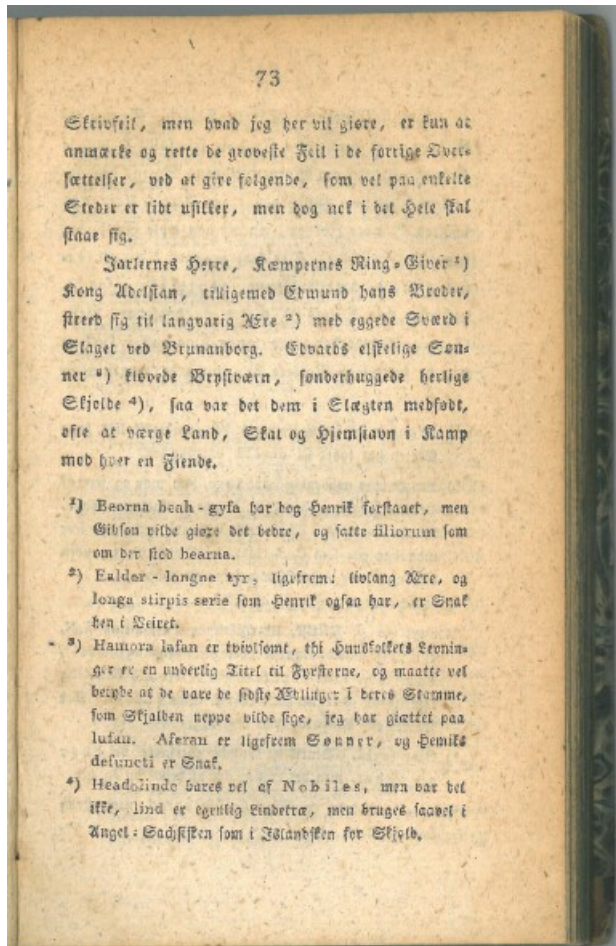 73
Skrivfeil, men hvad jeg her vil giøre, er kun at
anmærke og rette de groveste Feil i de forrige Over-
sættelser, ved at give følgende, som vel paa enkelte
Steder er lidt usikker, men dog nok i det Hele skal
staae sig.
Jarlernes Herre, Kæmpernes Ring-Giver ¹)
Kong Adelstan, tilligemed Edmund hans Broder,
streed sig til langvarig Ære ²) med eggede Sværd i
Slaget ved Brunanborg. Edvards elskelige Søn-
ner ³) kløvede Brystværn, sønderhuggede herlige
Skjolde ⁴), saa var det dem i Slægten medfødt,
ofte at værge Land, Skat og Hjemstavn i Kamp
mod hver en Fiende.
¹) Beorna beah-gyfa har dog Henrik forstaaet, men
Gibson vilde giøre det bedre, og satte filiorum som
om der stod bearna.
²) Ealdor-longne tyr, ligefrem: livlang Ære, og
longa stirpis serie som Henrik ogsaa har, er Snak
hen i Veiret.
³) Hamora lafan er tvivlsomt, thi Hunsfolkets Levnin-
ger er en underlig Titel til Fyrsterne, og maatte vel
betyde at de vare de sidste Ætlinger i deres Stamme,
som Skjalden neppe vilde sige, jeg har giættet paa
lufan. Aferan er ligefrem Sønner, og Hemiks
defuncti er Snak.
⁴) Headolinde bares vel af Nobiles, men var det
ikke, lind er egenlig Lindetræ, men bruges saavel i
Angel-Sachsisken som i Islandsken for Skjold.